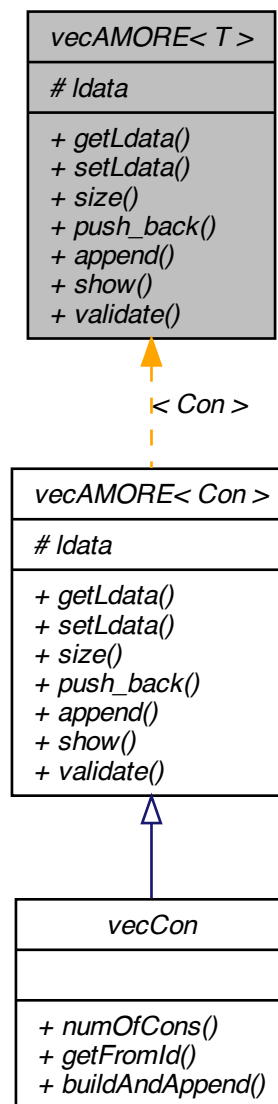 vecAMORE< T >
# ldata
+ getLdata()
+ setLdata()
+ size()
+ push_back()
+ append()
+ show()
+ validate()
< Con >
vecAMORE< Con >
# ldata
+ getLdata()
+ setLdata()
+ size()
+ push_back()
+ append()
+ show()
+ validate()
vecCon
+ numOfCons()
+ getFromId()
+ buildAndAppend()